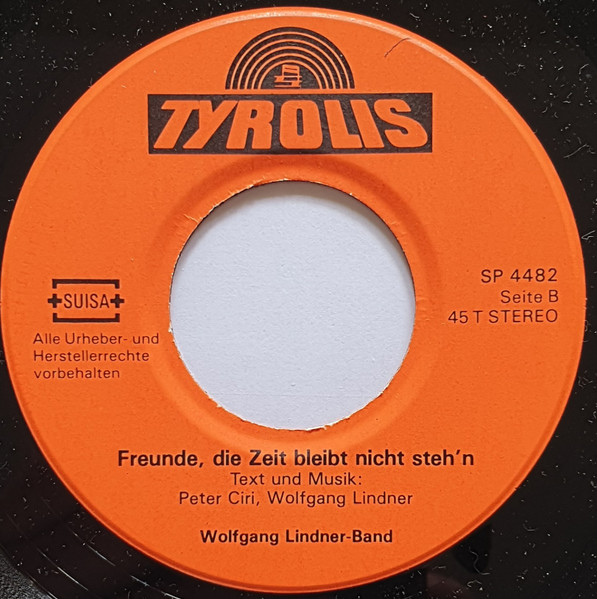 TYROLIS
SP 4482
Seite B
45 T STEREO
SUISA
Alle Urheber- und
Herstellerrechte
vorbehalten
Freunde, die Zeit bleibt nicht steh'n
Text und Musik:
Peter Ciri, Wolfgang Lindner
Wolfgang Lindner-Band